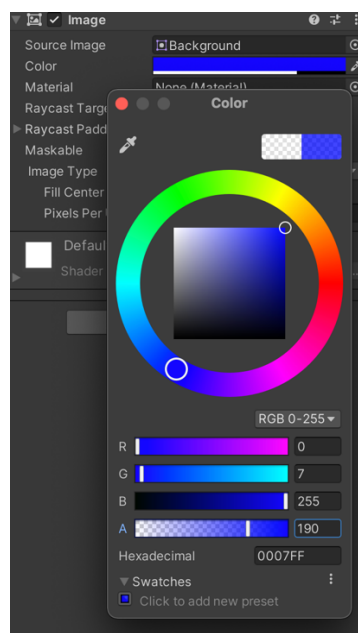 Image
Source Image Background
Color
Material None (Material)
Color
Raycast Targe
Raycast Padd
Maskable
Image Type
Fill Center
Pixels Per
Defaul
Shader
RGB 0-255
R 0
G 7
B 255
A 190
Hexadecimal 0007FF
Swatches
Click to add new preset